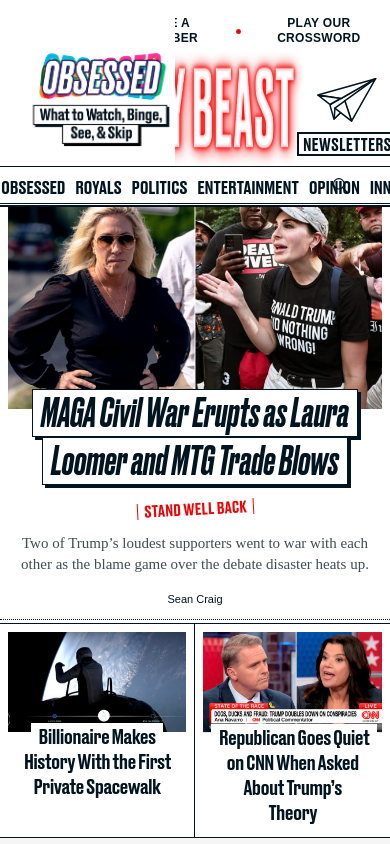 E A
BER
PLAY OUR
CROSSWORD
OBSESSED
What to Watch, Binge,
See, & Skip
Y BEAST
NEWSLETTERS
OBSESSED ROYALS POLITICS ENTERTAINMENT OPINION INN
DONALD TRUMP
DID NOTHING
WRONG!
MAGA Civil War Erupts as Laura
Loomer and MTG Trade Blows
STAND WELL BACK
Two of Trump’s loudest supporters went to war with each
other as the blame game over the debate disaster heats up.
Sean Craig
Billionaire Makes
History With the First
Private Spacewalk
STATE OF THE RACE
LIVE
DOGS, DUCKS AND FRAUD: TRUMP DOUBLES DOWN ON CONSPIRACIES
Ana Navarro | CNN Political Commentator
CNN
Republican Goes Quiet
on CNN When Asked
About Trump’s
Theory